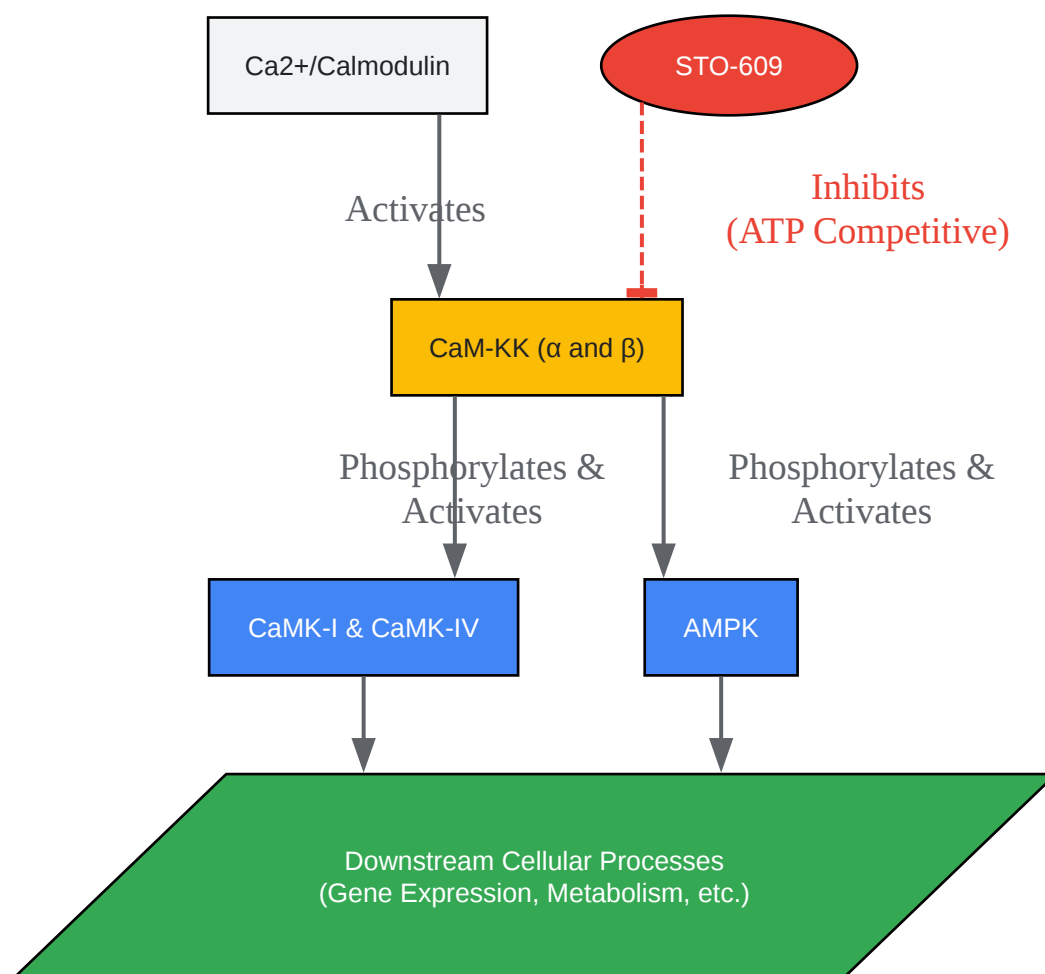 Ca2+/Calmodulin
STO-609
Activates
Inhibits
(ATP Competitive)
CaM-KK (α and β)
Phosphorylates &
Activates
Phosphorylates &
Activates
CaMK-I & CaMK-IV
AMPK
Downstream Cellular Processes
(Gene Expression, Metabolism, etc.)